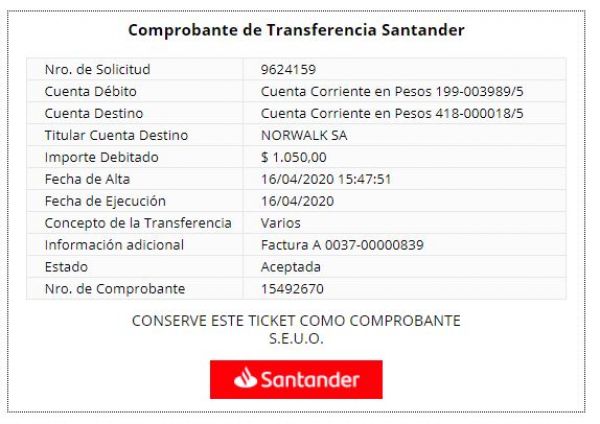 Comprobante de Transferencia Santander
Nro. de Solicitud 9624159
Cuenta Débito Cuenta Corriente en Pesos 199-003989/5
Cuenta Destino Cuenta Corriente en Pesos 418-000018/5
Titular Cuenta Destino NORWALK SA
Importe Debitado $ 1.050,00
Fecha de Alta 16/04/2020 15:47:51
Fecha de Ejecución 16/04/2020
Concepto de la Transferencia Varios
Información adicional Factura A 0037-00000839
Estado Aceptada
Nro. de Comprobante 15492670
CONSERVE ESTE TICKET COMO COMPROBANTE
S.E.U.O.
Santander